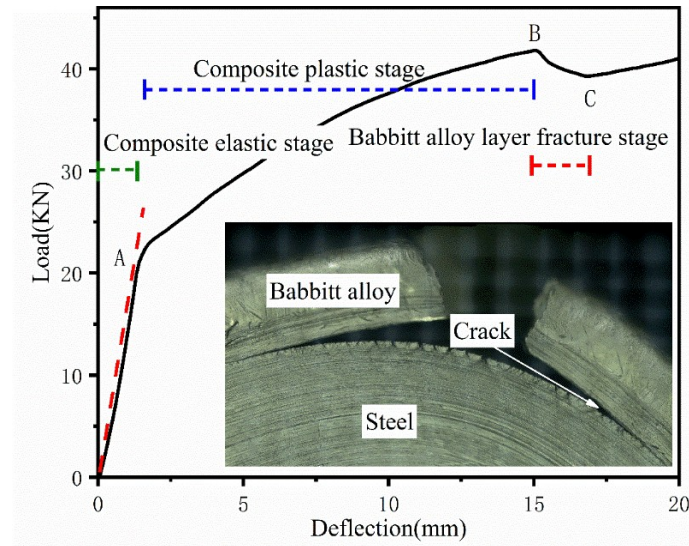 B
Composite plastic stage
C
Babbitt alloy layer fracture stage
Composite elastic stage
A
Babbitt alloy
Crack
Steel
Load(KN)
40
30
20
10
0
0
5
10
15
20
Deflection(mm)